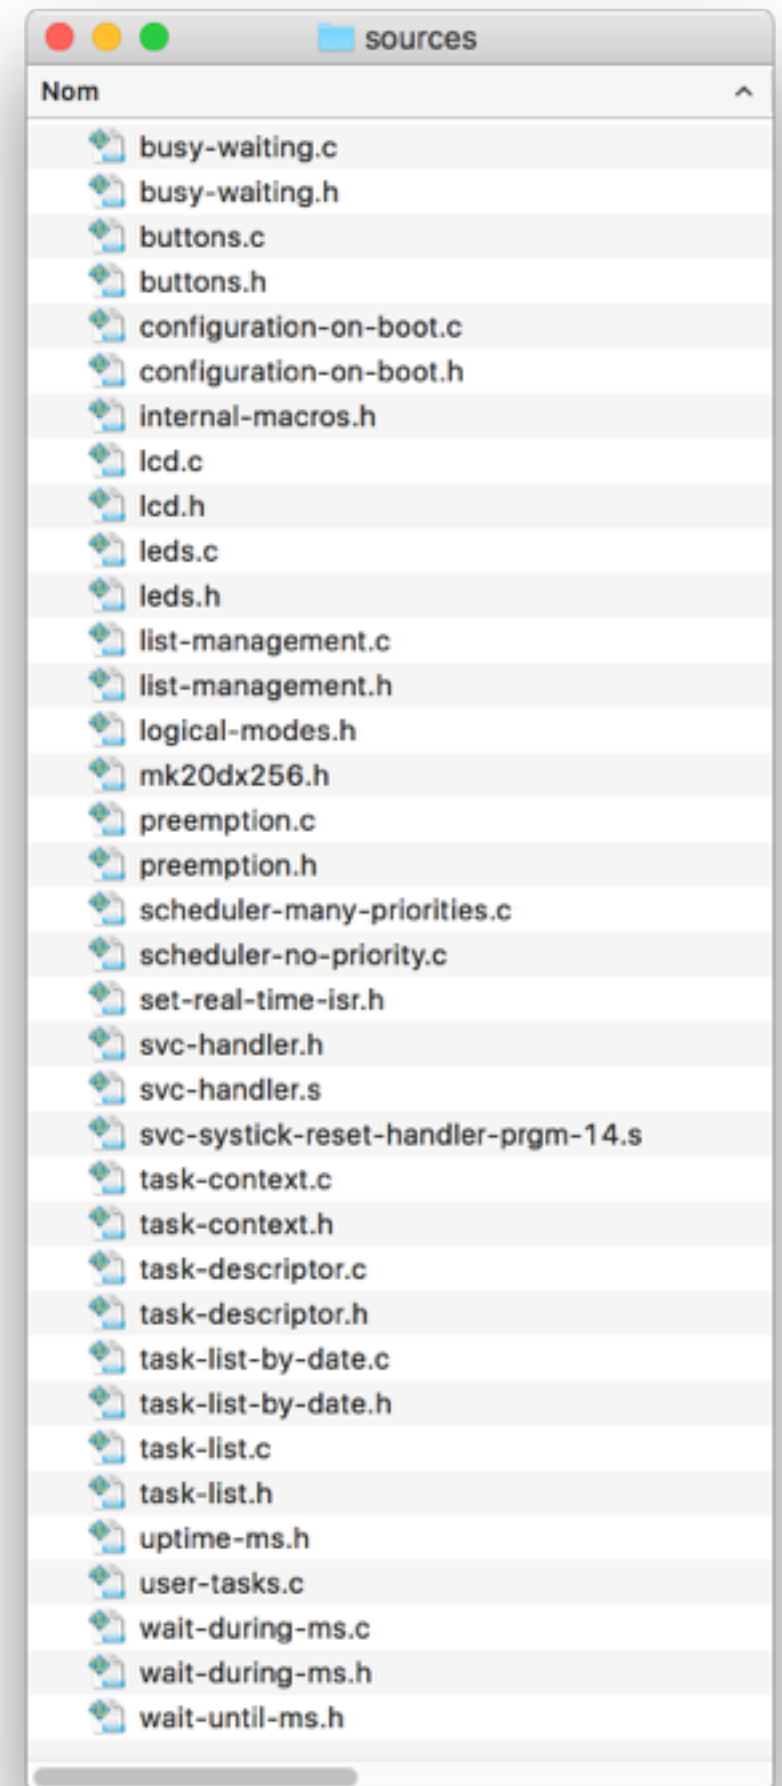 sources
Nom
busy-waiting.c
busy-waiting.h
buttons.c
buttons.h
configuration-on-boot.c
configuration-on-boot.h
internal-macros.h
lcd.c
lcd.h
leds.c
leds.h
list-management.c
list-management.h
logical-modes.h
mk20dx256.h
preemption.c
preemption.h
scheduler-many-priorities.c
scheduler-no-priority.c
set-real-time-isr.h
svc-handler.h
svc-handler.s
svc-systick-reset-handler-prgm-14.s
task-context.c
task-context.h
task-descriptor.c
task-descriptor.h
task-list-by-date.c
task-list-by-date.h
task-list.c
task-list.h
uptime-ms.h
user-tasks.c
wait-during-ms.c
wait-during-ms.h
wait-until-ms.h